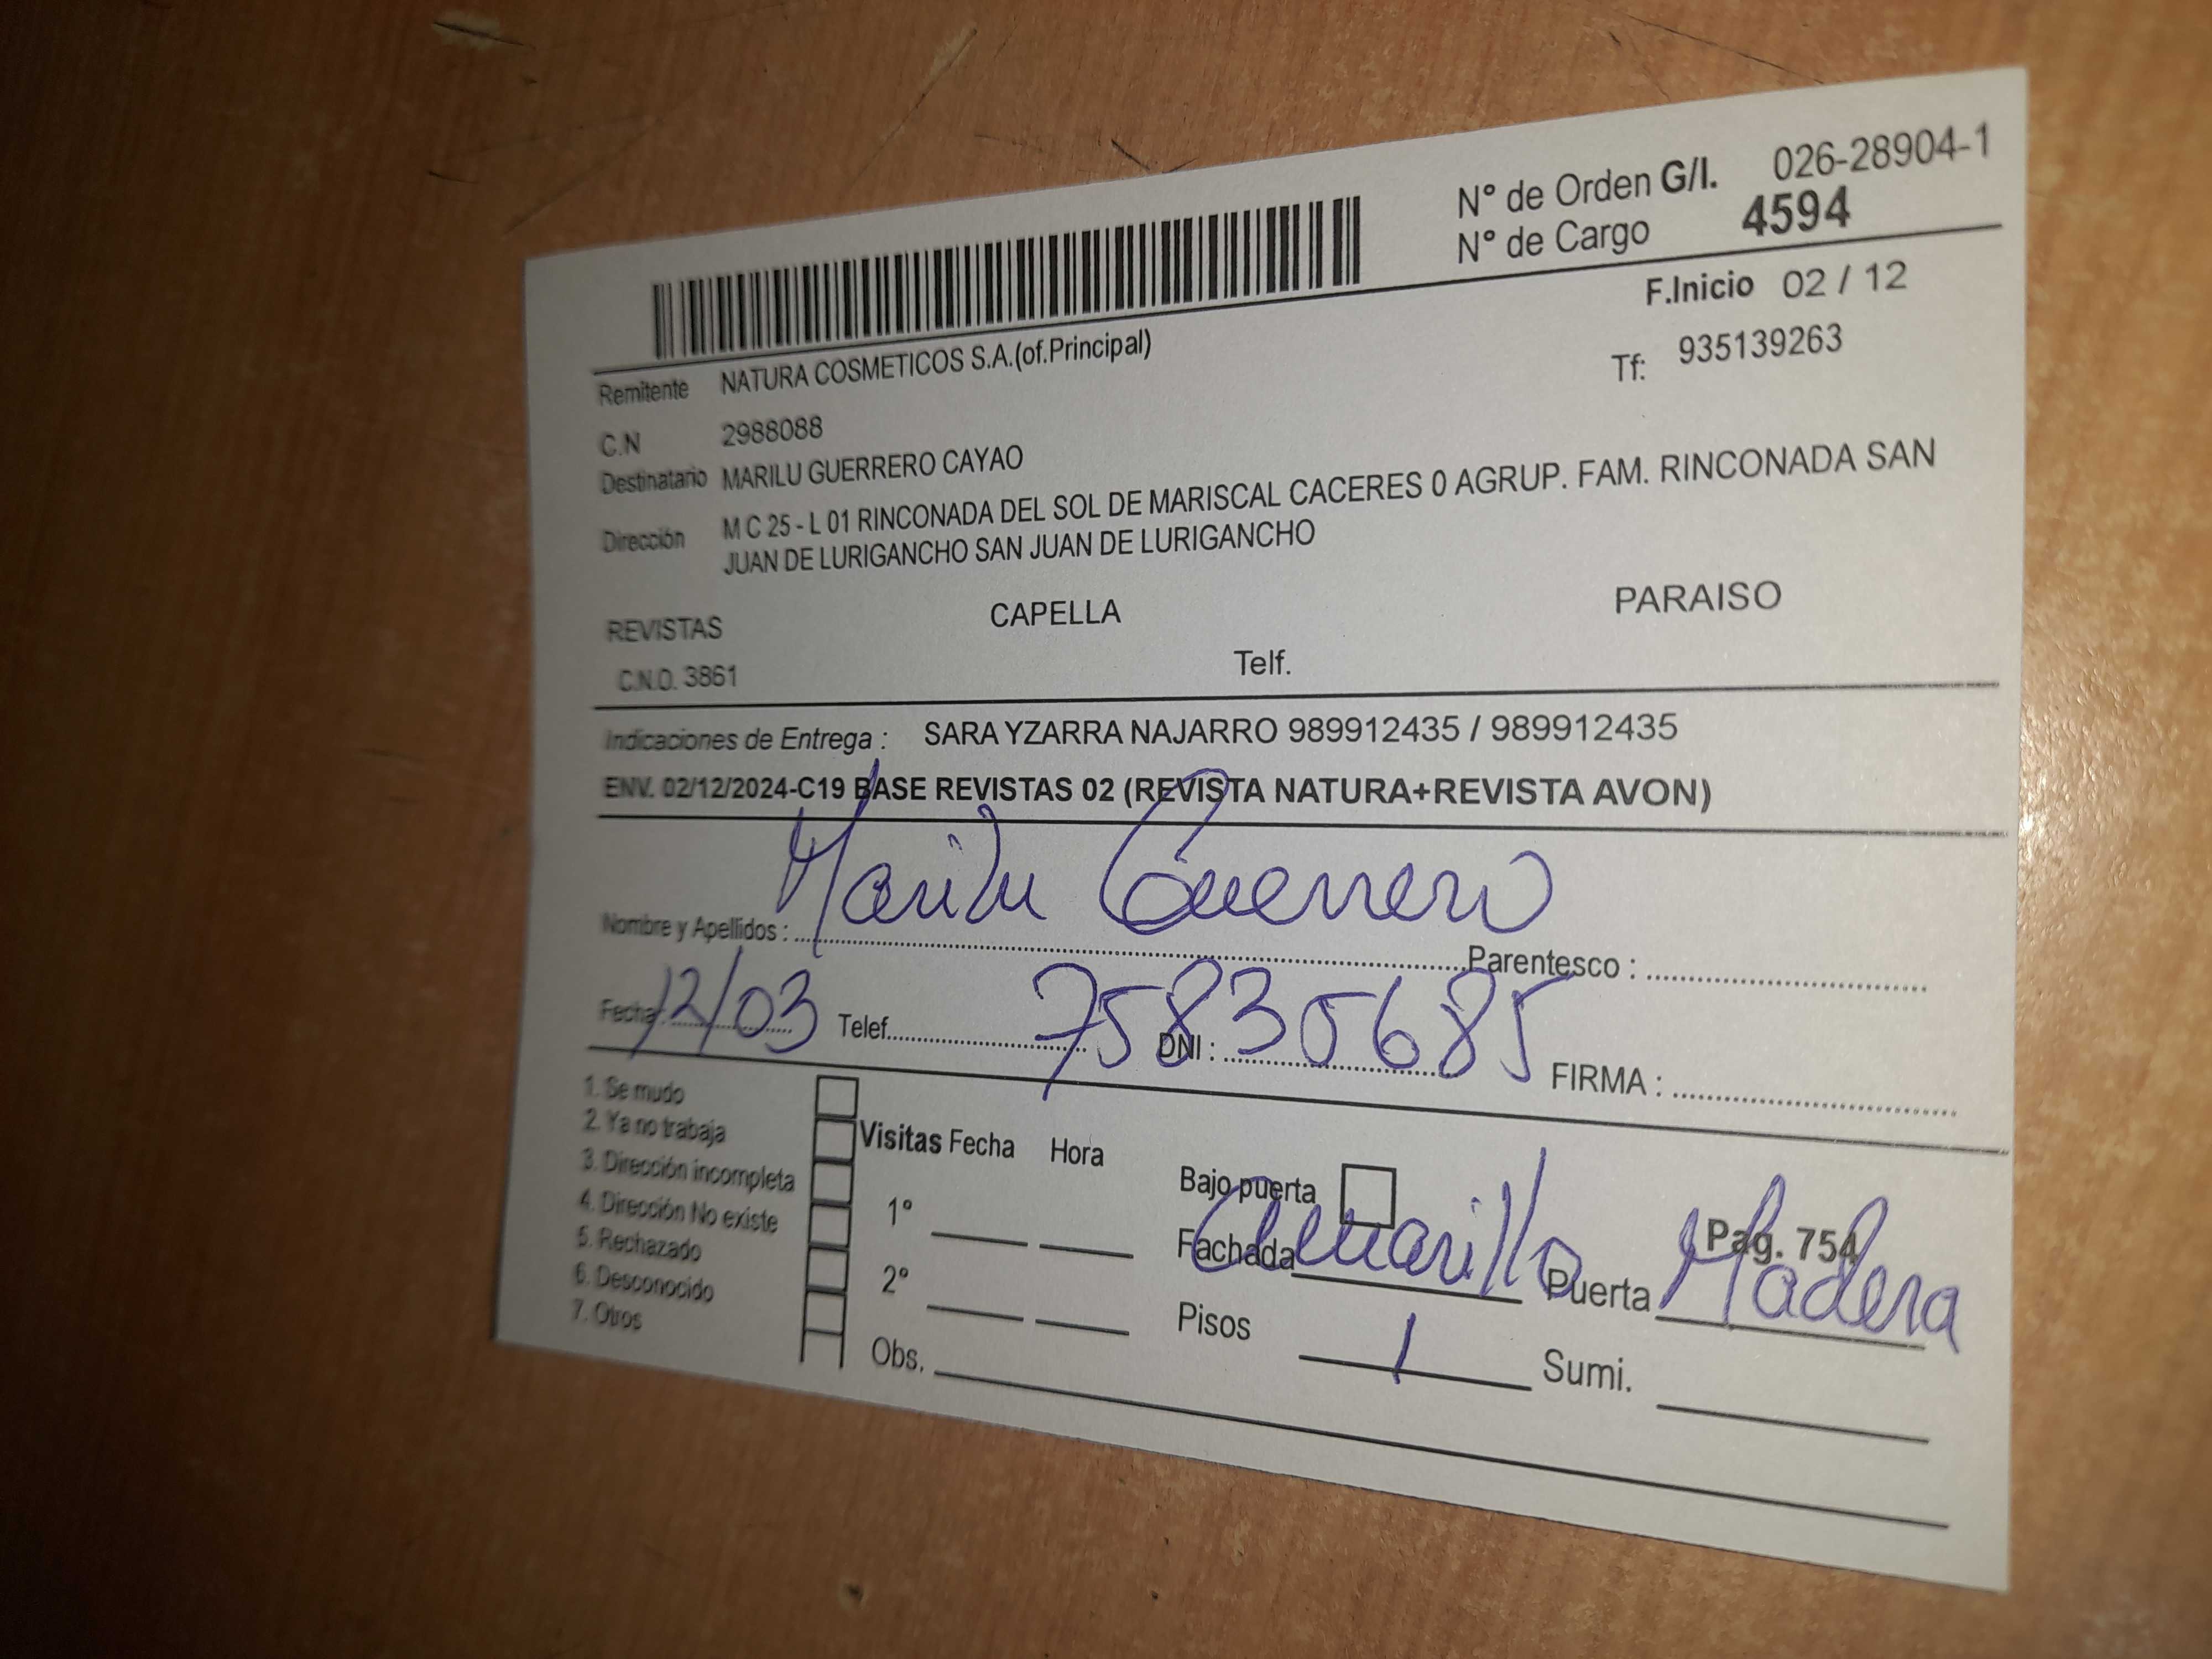 N° de Orden G/I. 026-28904-1
N° de Cargo 4594
F.Inicio 02 / 12
Remitente NATURA COSMETICOS S.A.(of.Principal)
Tf: 935139263
C.N 2988088
Destinatario MARILU GUERRERO CAYAO
Dirección M C 25 - L 01 RINCONADA DEL SOL DE MARISCAL CACERES 0 AGRUP. FAM. RINCONADA SAN
JUAN DE LURIGANCHO SAN JUAN DE LURIGANCHO
REVISTAS CAPELLA PARAISO
C.N.O. 3861 Telf.
Indicaciones de Entrega : SARA YZARRA NAJARRO 989912435 / 989912435
ENV. 02/12/2024-C19 BASE REVISTAS 02 (REVISTA NATURA+REVISTA AVON)
Nombre y Apellidos : Marilu Guerrero Parentesco :
Fecha 12/03 Telef. DNI : 75830685 FIRMA :
1. Se mudo
2. Ya no trabaja
3. Dirección incompleta
4. Dirección No existe
5. Rechazado
6. Desconocido
7. Otros
Visitas Fecha Hora
1°
2°
Obs.
Bajo puerta
Pag. 754
Fachada Amarillo Puerta Madera
Pisos 1 Sumi.